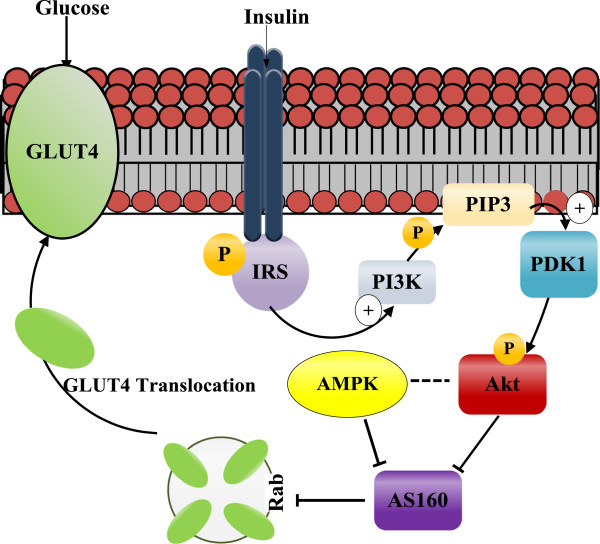 Glucose
Insulin
GLUT4
PIP3
+
P
P
IRS
PI3K
PDK1
+
P
GLUT4 Translocation
AMPK
Akt
Rab
AS160